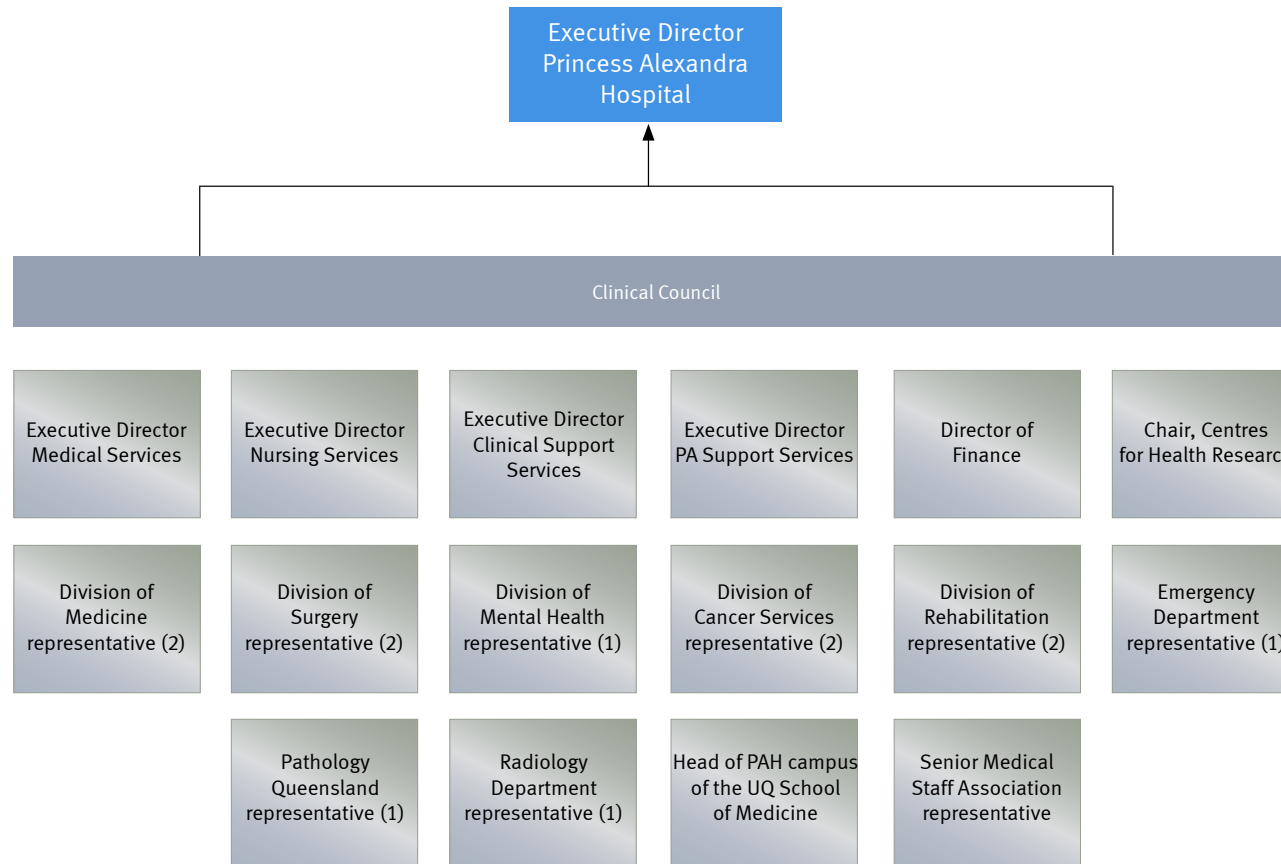 Executive Director
Princess Alexandra
Hospital
Clinical Council
Executive Director
Medical Services
Executive Director
Nursing Services
Executive Director
Clinical Support
Services
Executive Director
PA Support Services
Director of
Finance
Chair, Centres
for Health Research
Division of
Medicine
representative (2)
Division of
Surgery
representative (2)
Division of
Mental Health
representative (1)
Division of
Cancer Services
representative (2)
Division of
Rehabilitation
representative (2)
Emergency
Department
representative (1)
Pathology
Queensland
representative (1)
Radiology
Department
representative (1)
Head of PAH campus
of the UQ School
of Medicine
Senior Medical
Staff Association
representative